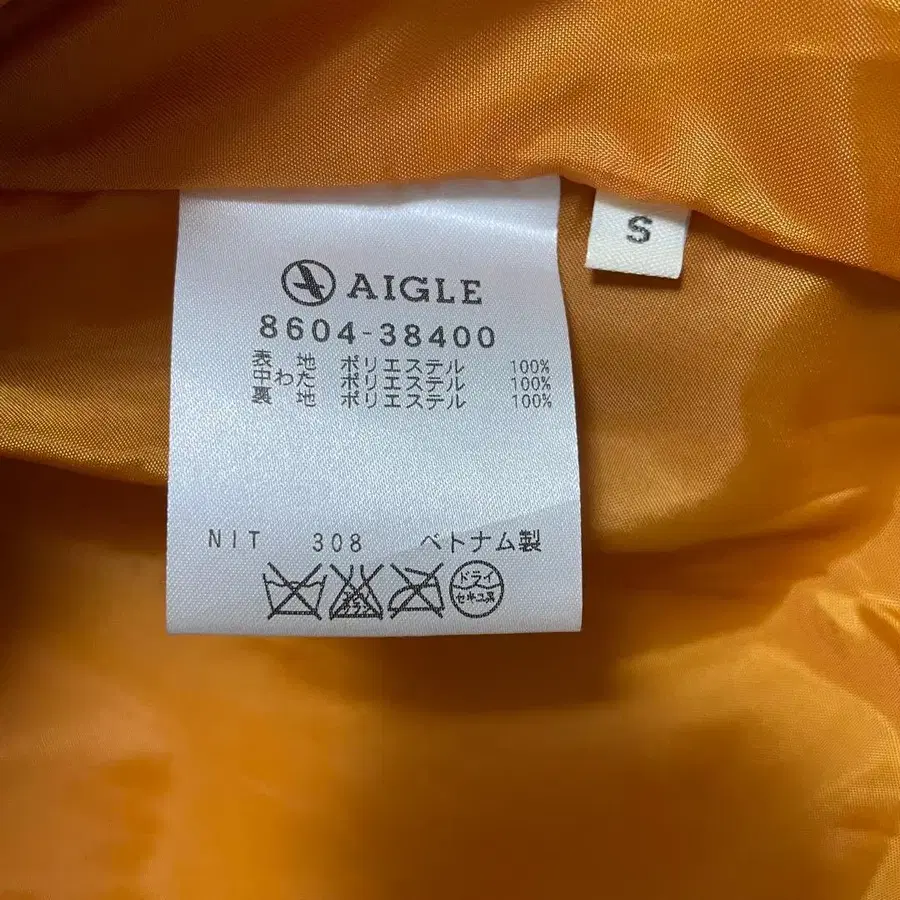 AIGLE
8604-38400
表 地 ポリエステル 100%
中わた ポリエステル 100%
裏 地 ポリエステル 100%
NIT 308 ベトナム製
ドライ
セキユ系
S